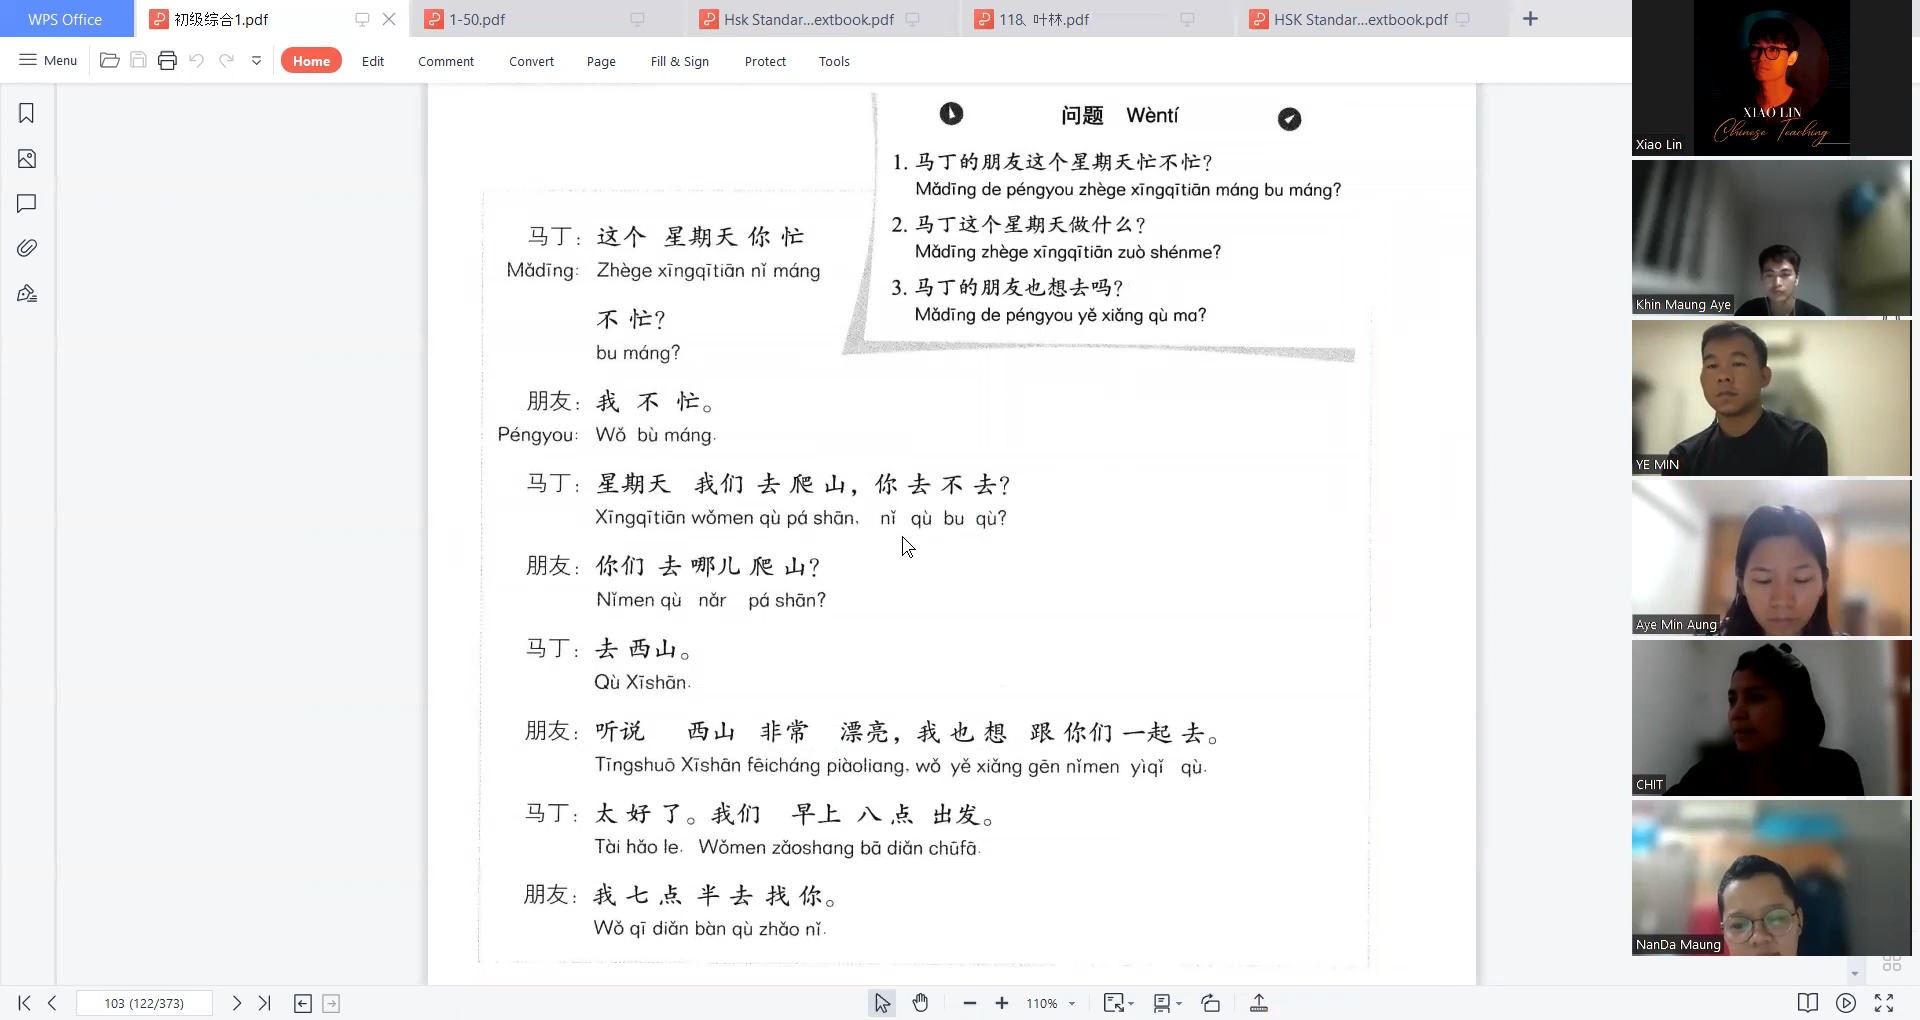 WPS Office
初级综合1.pdf
1-50.pdf
Hsk Standar...extbook.pdf
118、叶林.pdf
HSK Standar...extbook.pdf
Menu
Home
Edit
Comment
Convert
Page
Fill & Sign
Protect
Tools
问题 Wèntí
1. 马丁的朋友这个星期天忙不忙?
Mǎdīng de péngyou zhège xīngqītiān máng bu máng?
2. 马丁这个星期天做什么?
Mǎdīng zhège xīngqītiān zuò shénme?
3. 马丁的朋友也想去吗?
Mǎdīng de péngyou yě xiǎng qù ma?
马丁: 这个 星期天 你 忙
Mǎdīng: Zhège xīngqītiān nǐ máng
不 忙?
bu máng?
朋友: 我 不 忙。
Péngyou: Wǒ bù máng.
马丁: 星期天 我们 去 爬 山, 你 去 不 去?
Xīngqītiān wǒmen qù pá shān, nǐ qù bu qù?
朋友: 你们 去 哪儿 爬 山?
Nǐmen qù nǎr pá shān?
马丁: 去 西山。
Qù Xīshān.
朋友: 听说 西山 非常 漂亮, 我 也 想 跟 你们 一起 去。
Tīngshuō Xīshān fēicháng piàoliang, wǒ yě xiǎng gēn nǐmen yìqǐ qù.
马丁: 太 好 了。我们 早上 八 点 出发。
Tài hǎo le. Wǒmen zǎoshang bā diǎn chūfā.
朋友: 我 七 点 半 去 找 你。
Wǒ qī diǎn bàn qù zhǎo nǐ.
103 (122/373)
110%
XIAO LIN
Chinese Teaching
Xiao Lin
Khin Maung Aye
YE MIN
Aye Min Aung
CHIT
NanDa Maung